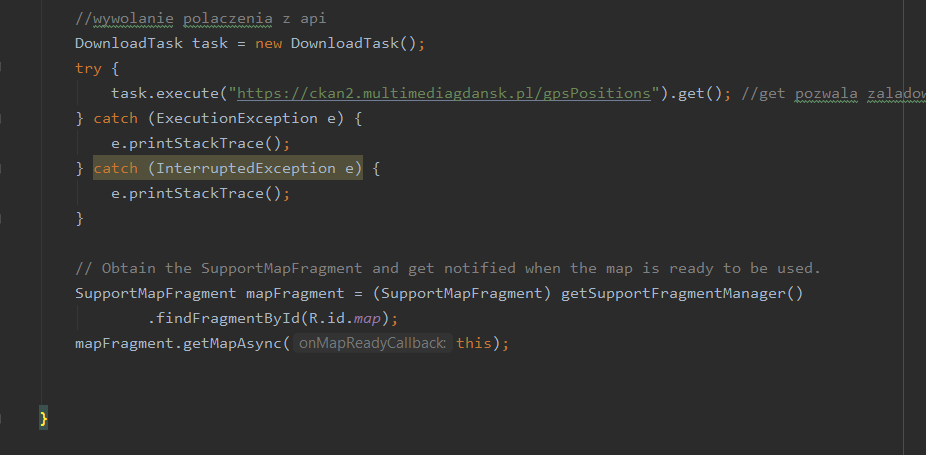 //wywolanie polaczenia z api
DownloadTask task = new DownloadTask();
try {
task.execute("https://ckan2.multimediagdansk.pl/gpsPositions").get(); //get pozwala
} catch (ExecutionException e) {
e.printStackTrace();
} catch (InterruptedException e) {
e.printStackTrace();
}
// Obtain the SupportMapFragment and get notified when the map is ready to be used.
SupportMapFragment mapFragment = (SupportMapFragment) getSupportFragmentManager()
.findFragmentById(R.id.map);
mapFragment.getMapAsync( onMapReadyCallback: this);
}